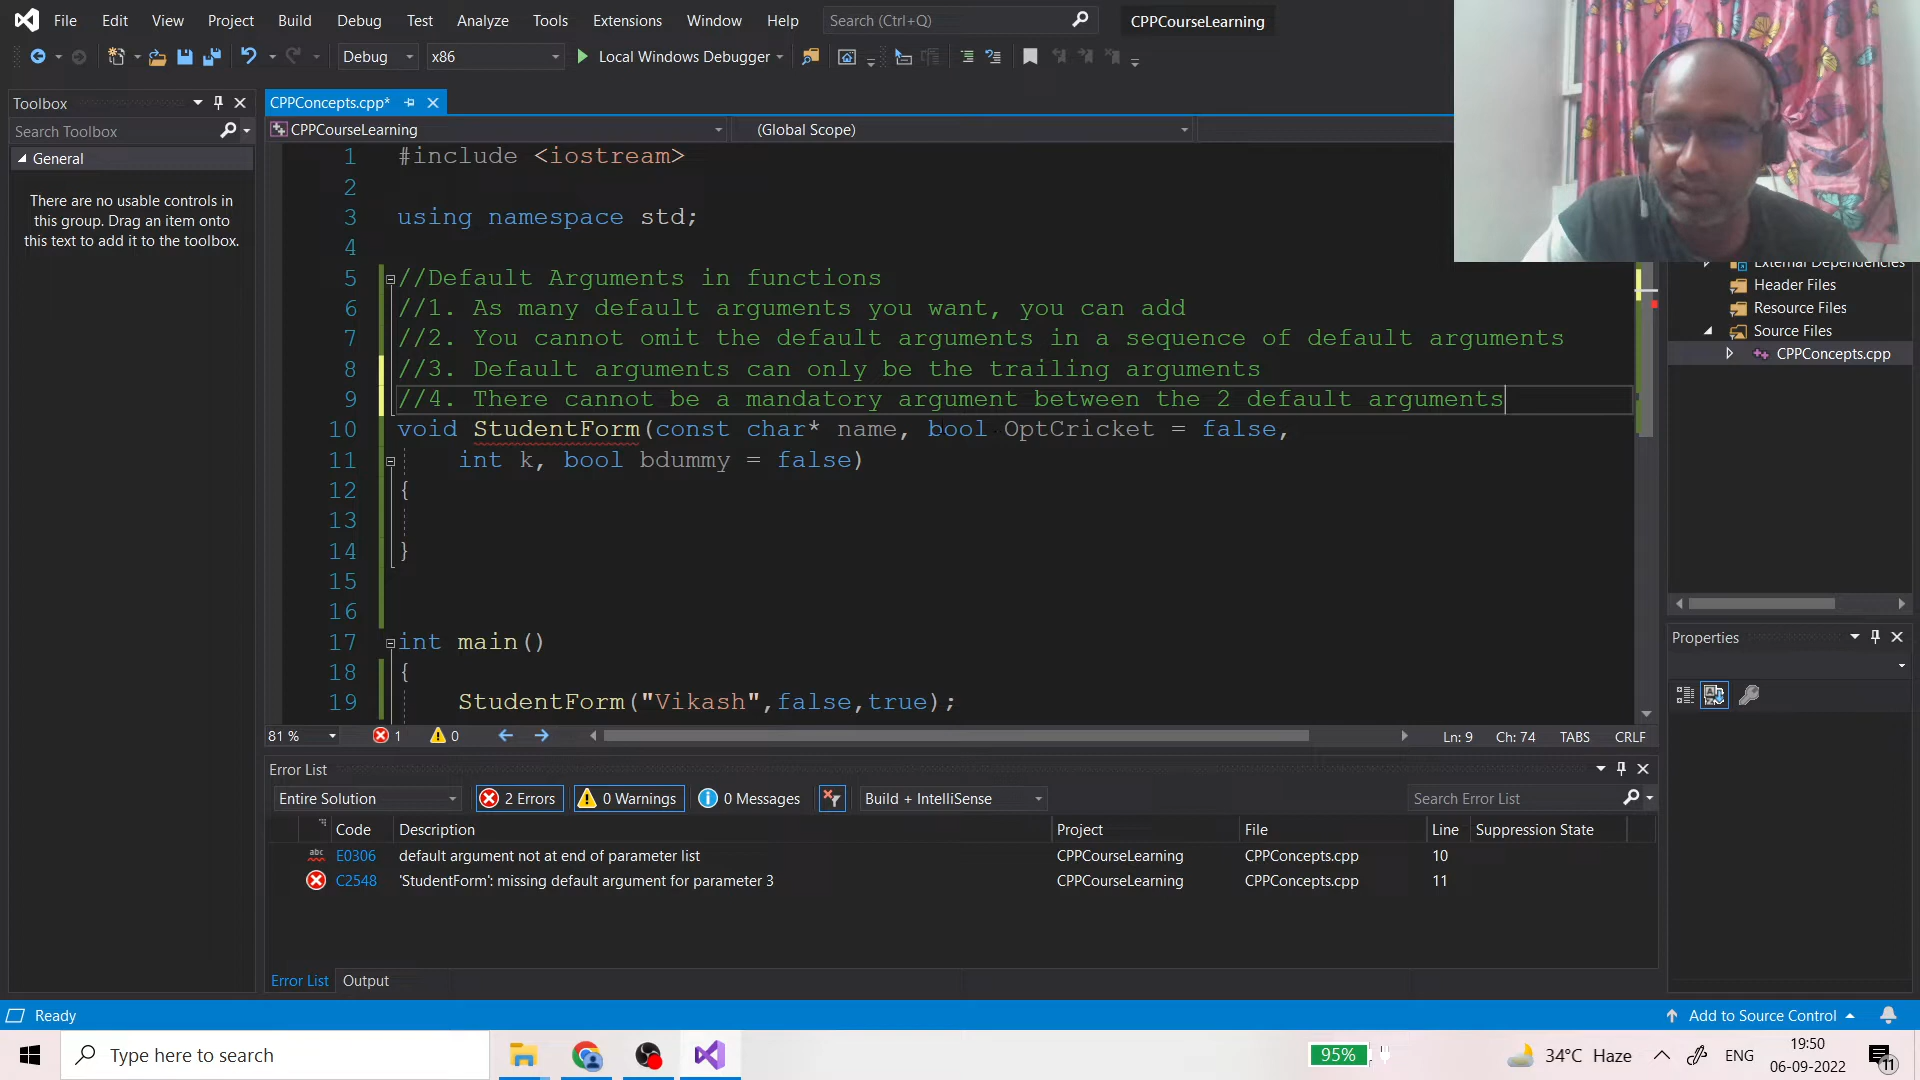 File Edit View Project Build Debug Test Analyze Tools Extensions Window Help Search (Ctrl+Q) CPPCourseLearning
Debug x86 Local Windows Debugger
Toolbox
Search Toolbox
General
There are no usable controls in
this group. Drag an item onto
this text to add it to the toolbox.
CPPConcepts.cpp*
CPPCourseLearning (Global Scope)
1 #include <iostream>
2
3 using namespace std;
4
5 //Default Arguments in functions
6 //1. As many default arguments you want, you can add
7 //2. You cannot omit the default arguments in a sequence of default arguments
8 //3. Default arguments can only be the trailing arguments
9 //4. There cannot be a mandatory argument between the 2 default arguments
10 void StudentForm(const char* name, bool OptCricket = false,
11 int k, bool bdummy = false)
12 {
13
14 }
15
16
17 int main()
18 {
19 StudentForm("Vikash",false,true);
81 % 1 0 Ln: 9 Ch: 74 TABS CRLF
External Dependencies
Header Files
Resource Files
Source Files
CPPConcepts.cpp
Properties
Error List
Entire Solution 2 Errors 0 Warnings 0 Messages Build + IntelliSense Search Error List
Code Description Project File Line Suppression State
abc E0306 default argument not at end of parameter list CPPCourseLearning CPPConcepts.cpp 10
C2548 'StudentForm': missing default argument for parameter 3 CPPCourseLearning CPPConcepts.cpp 11
Error List Output
Ready Add to Source Control
Type here to search 95% 34°C Haze ENG 19:50
06-09-2022 11